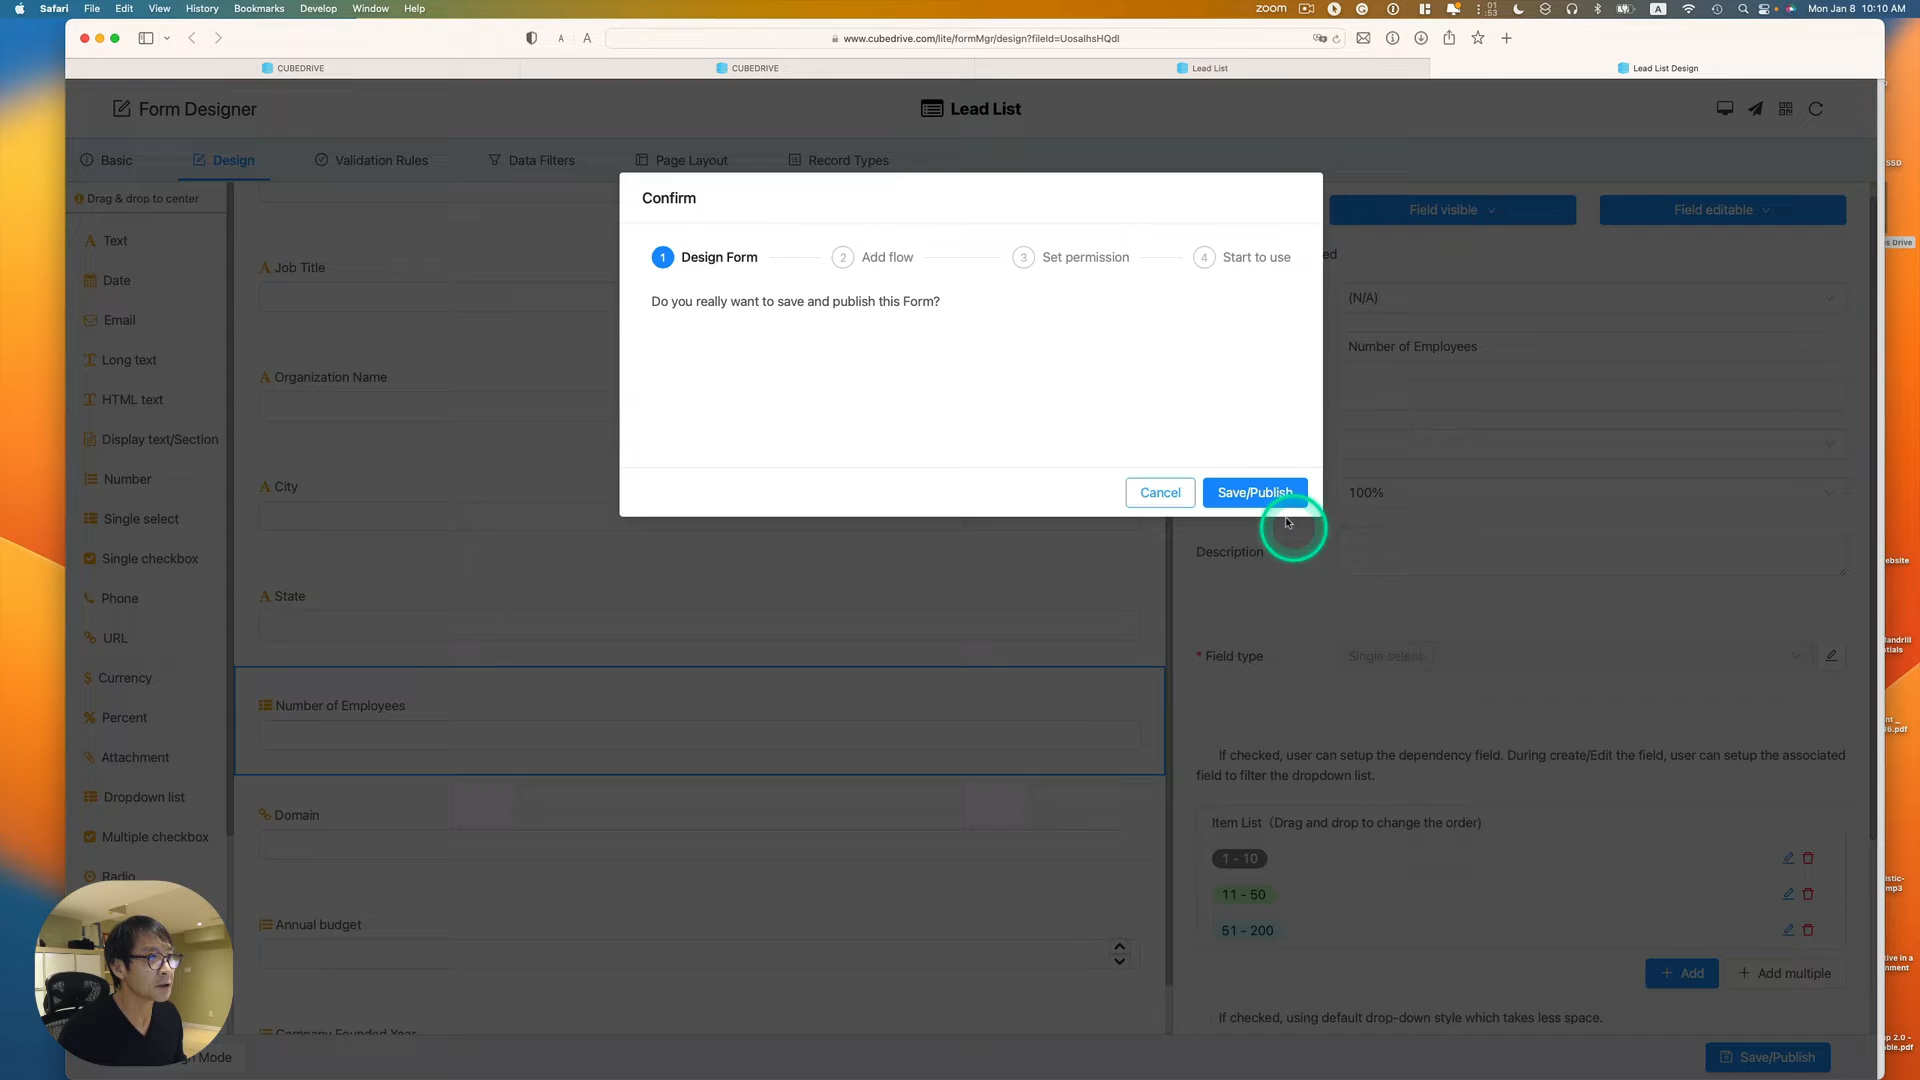 Safari File Edit View History Bookmarks Develop Window Help
zoom
01
:53
A
Mon Jan 8 10:10 AM
A A
www.cubedrive.com/lite/formMgr/design?fileId=UosalhsHQdl
CUBEDRIVE
CUBEDRIVE
Lead List
Lead List Design
Form Designer
Lead List
Basic
Design
Validation Rules
Data Filters
Page Layout
Record Types
Drag & drop to center
Text
Date
Email
Long text
HTML text
Display text/Section
Number
Single select
Single checkbox
Phone
URL
Currency
Percent
Attachment
Dropdown list
Multiple checkbox
Radio
Job Title
Organization Name
City
State
Number of Employees
Domain
Annual budget
Company Founded Year
Confirm
1 Design Form
2 Add flow
3 Set permission
4 Start to use
Do you really want to save and publish this Form?
Cancel
Save/Publish
Field visible
Field editable
(N/A)
Number of Employees
100%
Description
* Field type
Single select
If checked, user can setup the dependency field. During create/Edit the field, user can setup the associated
field to filter the dropdown list.
Item List (Drag and drop to change the order)
1 - 10
11 - 50
51 - 200
+ Add
+ Add multiple
If checked, using default drop-down style which takes less space.
Mode
Save/Publish
SSD